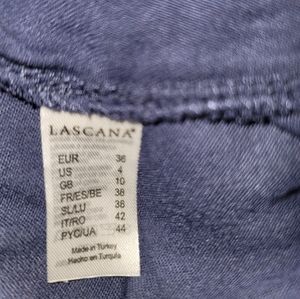 LASCANA®
EUR 36
US 4
GB 10
FR/ES/BE 38
SL/LU 36
IT/RO 42
PYC/UA 44
Made in Turkey
Hecho en Turquía